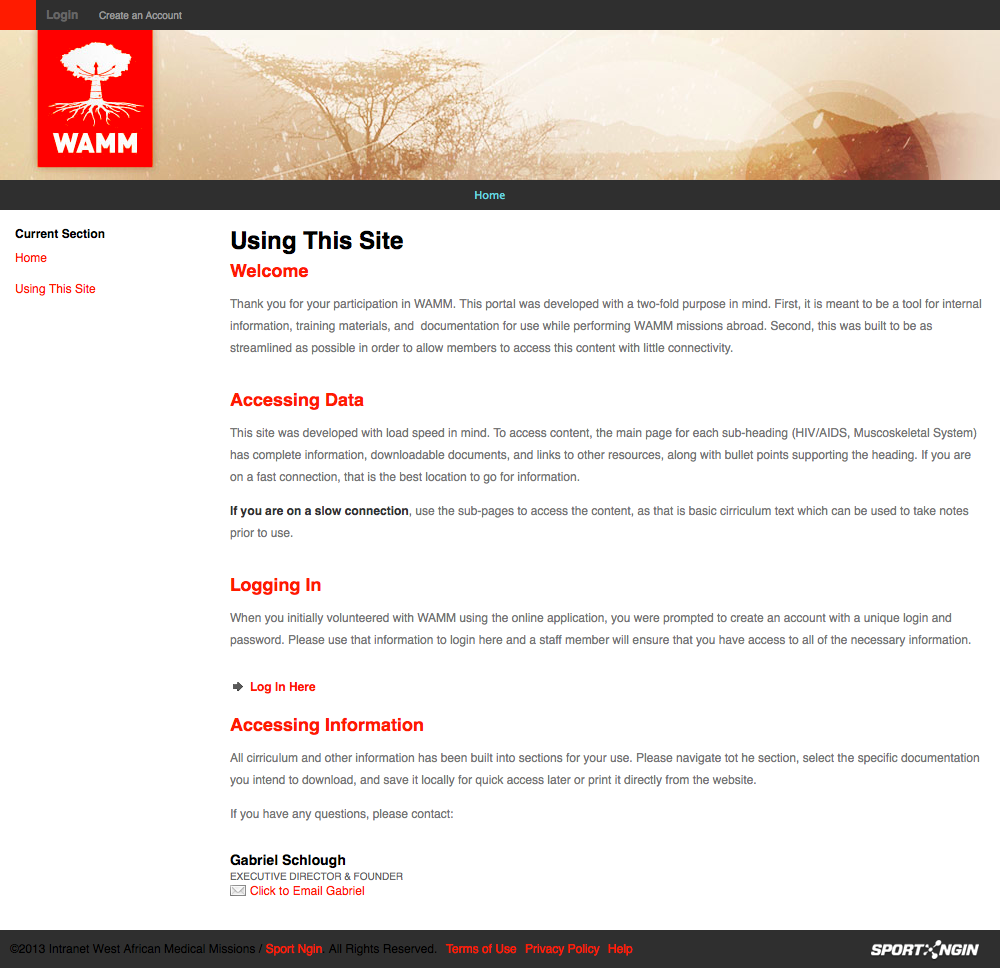 Login Create an Account
WAMM
Home
Current Section
Home
Using This Site
Using This Site
Welcome
Thank you for your participation in WAMM. This portal was developed with a two-fold purpose in mind. First, it is meant to be a tool for internal
information, training materials, and  documentation for use while performing WAMM missions abroad. Second, this was built to be as
streamlined as possible in order to allow members to access this content with little connectivity.
Accessing Data
This site was developed with load speed in mind. To access content, the main page for each sub-heading (HIV/AIDS, Muscoskeletal System)
has complete information, downloadable documents, and links to other resources, along with bullet points supporting the heading. If you are
on a fast connection, that is the best location to go for information.
If you are on a slow connection, use the sub-pages to access the content, as that is basic cirriculum text which can be used to take notes
prior to use.
Logging In
When you initially volunteered with WAMM using the online application, you were prompted to create an account with a unique login and
password. Please use that information to login here and a staff member will ensure that you have access to all of the necessary information.
Log In Here
Accessing Information
All cirriculum and other information has been built into sections for your use. Please navigate tot he section, select the specific documentation
you intend to download, and save it locally for quick access later or print it directly from the website.
If you have any questions, please contact:
Gabriel Schlough
EXECUTIVE DIRECTOR & FOUNDER
Click to Email Gabriel
©2013 Intranet West African Medical Missions / Sport Ngin. All Rights Reserved. Terms of Use Privacy Policy Help
SPORT NGIN